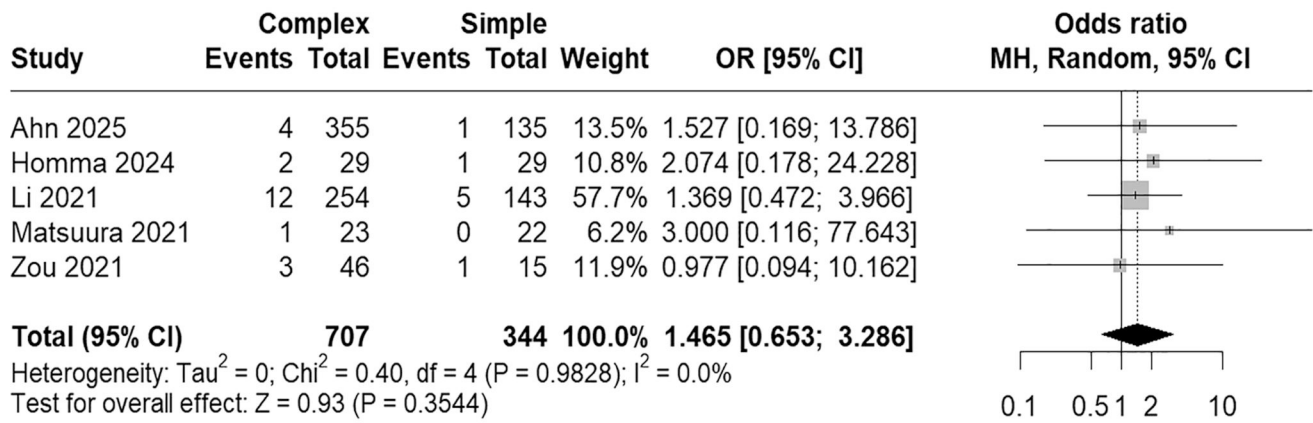 Complex Simple Odds ratio
Study Events Total Events Total Weight OR [95% CI] MH, Random, 95% CI
Ahn 2025 4 355 1 135 13.5% 1.527 [0.169; 13.786]
Homma 2024 2 29 1 29 10.8% 2.074 [0.178; 24.228]
Li 2021 12 254 5 143 57.7% 1.369 [0.472; 3.966]
Matsuura 2021 1 23 0 22 6.2% 3.000 [0.116; 77.643]
Zou 2021 3 46 1 15 11.9% 0.977 [0.094; 10.162]
Total (95% CI) 707 344 100.0% 1.465 [0.653; 3.286]
Heterogeneity: Tau² = 0; Chi² = 0.40, df = 4 (P = 0.9828); I² = 0.0%
Test for overall effect: Z = 0.93 (P = 0.3544)
0.1 0.5 1 2 10